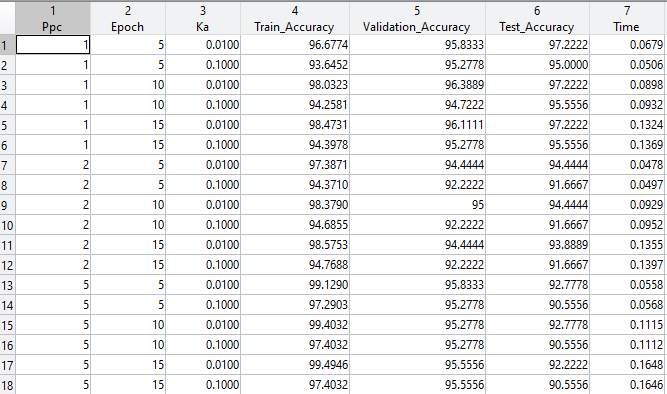 1 2 3 4 5 6 7
Ppc Epoch Ka Train_Accuracy Validation_Accuracy Test_Accuracy Time
1 1 5 0.0100 96.6774 95.8333 97.2222 0.0679
2 1 5 0.1000 93.6452 95.2778 95.0000 0.0506
3 1 10 0.0100 98.0323 96.3889 97.2222 0.0898
4 1 10 0.1000 94.2581 94.7222 95.5556 0.0932
5 1 15 0.0100 98.4731 96.1111 97.2222 0.1324
6 1 15 0.1000 94.3978 95.2778 95.5556 0.1369
7 2 5 0.0100 97.3871 94.4444 94.4444 0.0478
8 2 5 0.1000 94.3710 92.2222 91.6667 0.0497
9 2 10 0.0100 98.3790 95 94.4444 0.0929
10 2 10 0.1000 94.6855 92.2222 91.6667 0.0952
11 2 15 0.0100 98.5753 94.4444 93.8889 0.1355
12 2 15 0.1000 94.7688 92.2222 91.6667 0.1397
13 5 5 0.0100 99.1290 95.8333 92.7778 0.0558
14 5 5 0.1000 97.2903 95.2778 90.5556 0.0568
15 5 10 0.0100 99.4032 95.2778 92.7778 0.1115
16 5 10 0.1000 97.4032 95.2778 90.5556 0.1112
17 5 15 0.0100 99.4946 95.5556 92.2222 0.1648
18 5 15 0.1000 97.4032 95.5556 90.5556 0.1646